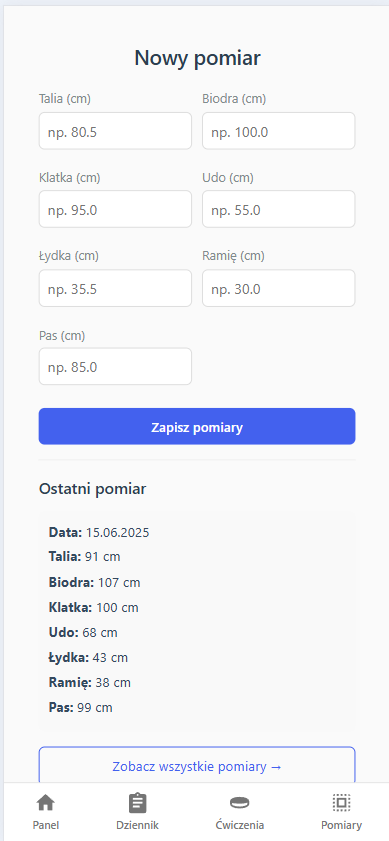 Nowy pomiar
Talia (cm) Biodra (cm)
np. 80.5 np. 100.0
Klatka (cm) Udo (cm)
np. 95.0 np. 55.0
Łydka (cm) Ramię (cm)
np. 35.5 np. 30.0
Pas (cm)
np. 85.0
Zapisz pomiary
Ostatni pomiar
Data: 15.06.2025
Talia: 91 cm
Biodra: 107 cm
Klatka: 100 cm
Udo: 68 cm
Łydka: 43 cm
Ramię: 38 cm
Pas: 99 cm
Zobacz wszystkie pomiary →
Panel Dziennik Ćwiczenia Pomiary